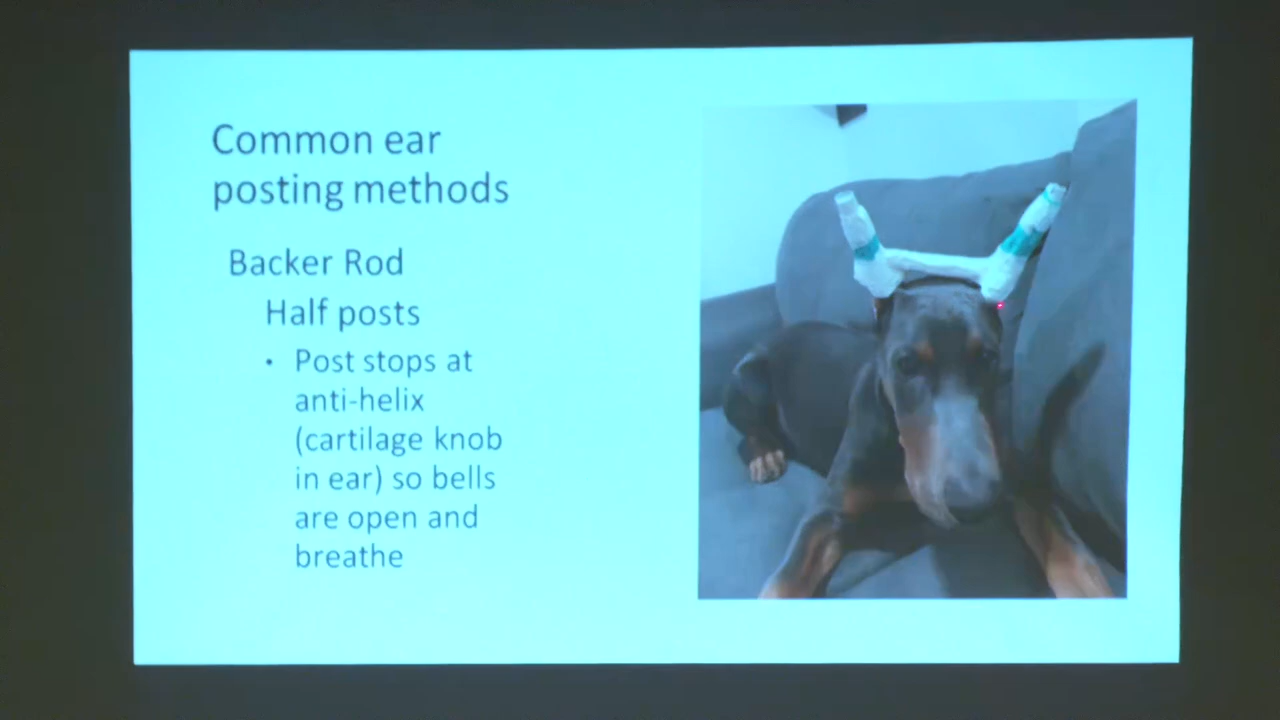 Common ear
posting methods
Backer Rod
Half posts
• Post stops at
anti-helix
(cartilage knob
in ear) so bells
are open and
breathe